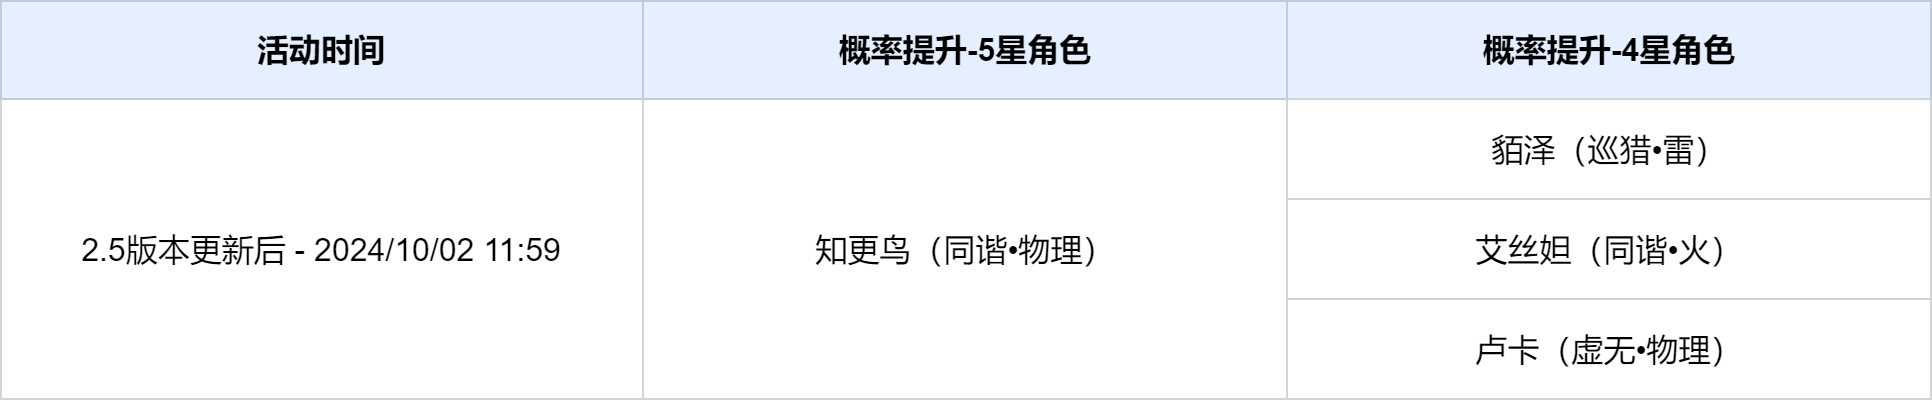 活动时间
概率提升-5星角色
概率提升-4星角色
2.5版本更新后 - 2024/10/02 11:59
知更鸟（同谐•物理）
貊泽（巡猎•雷）
艾丝妲（同谐•火）
卢卡（虚无•物理）